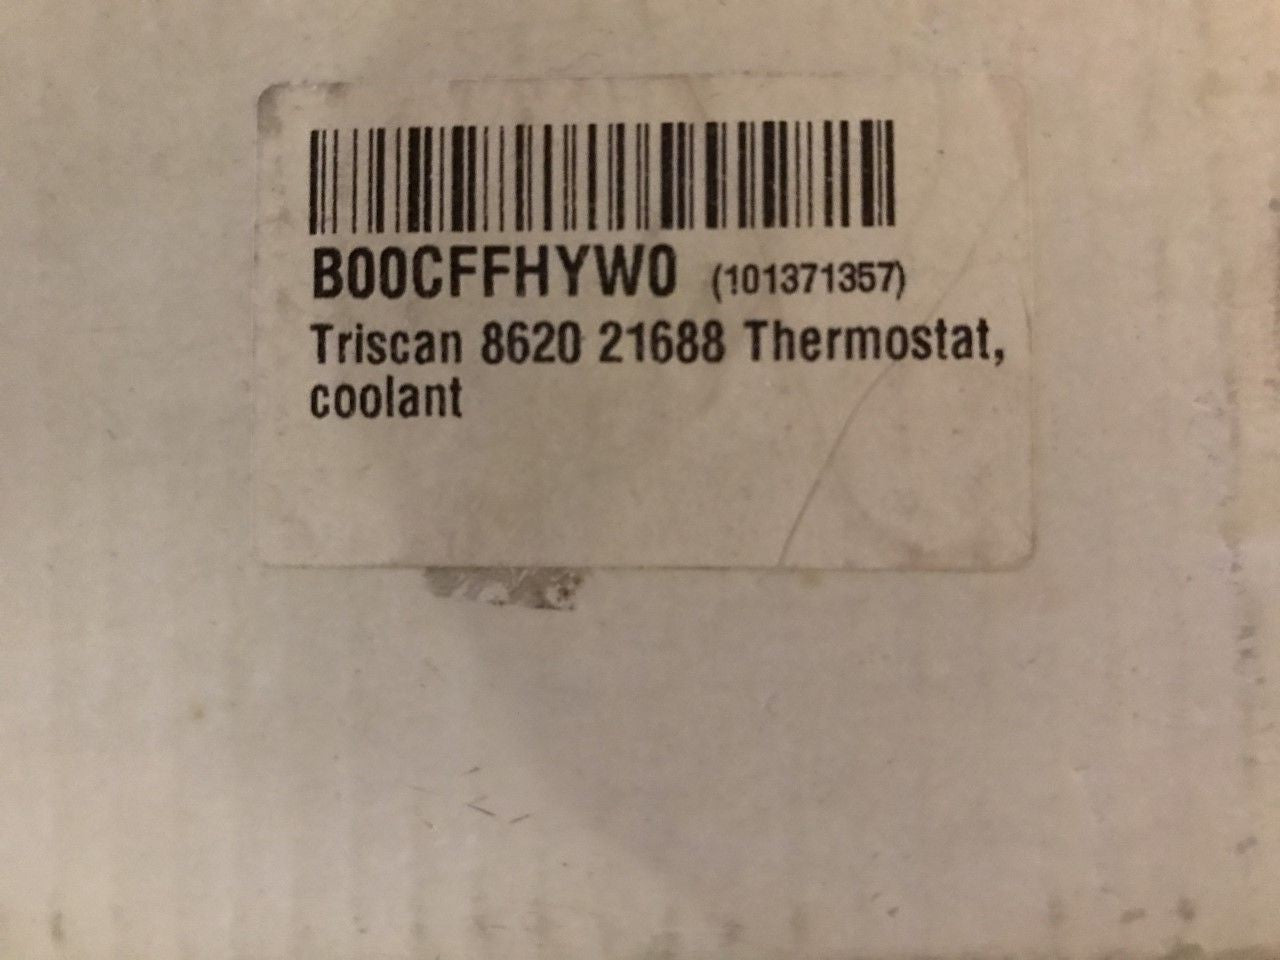 B00CFFHYW0 (101371357)
Triscan 8620 21688 Thermostat,
coolant